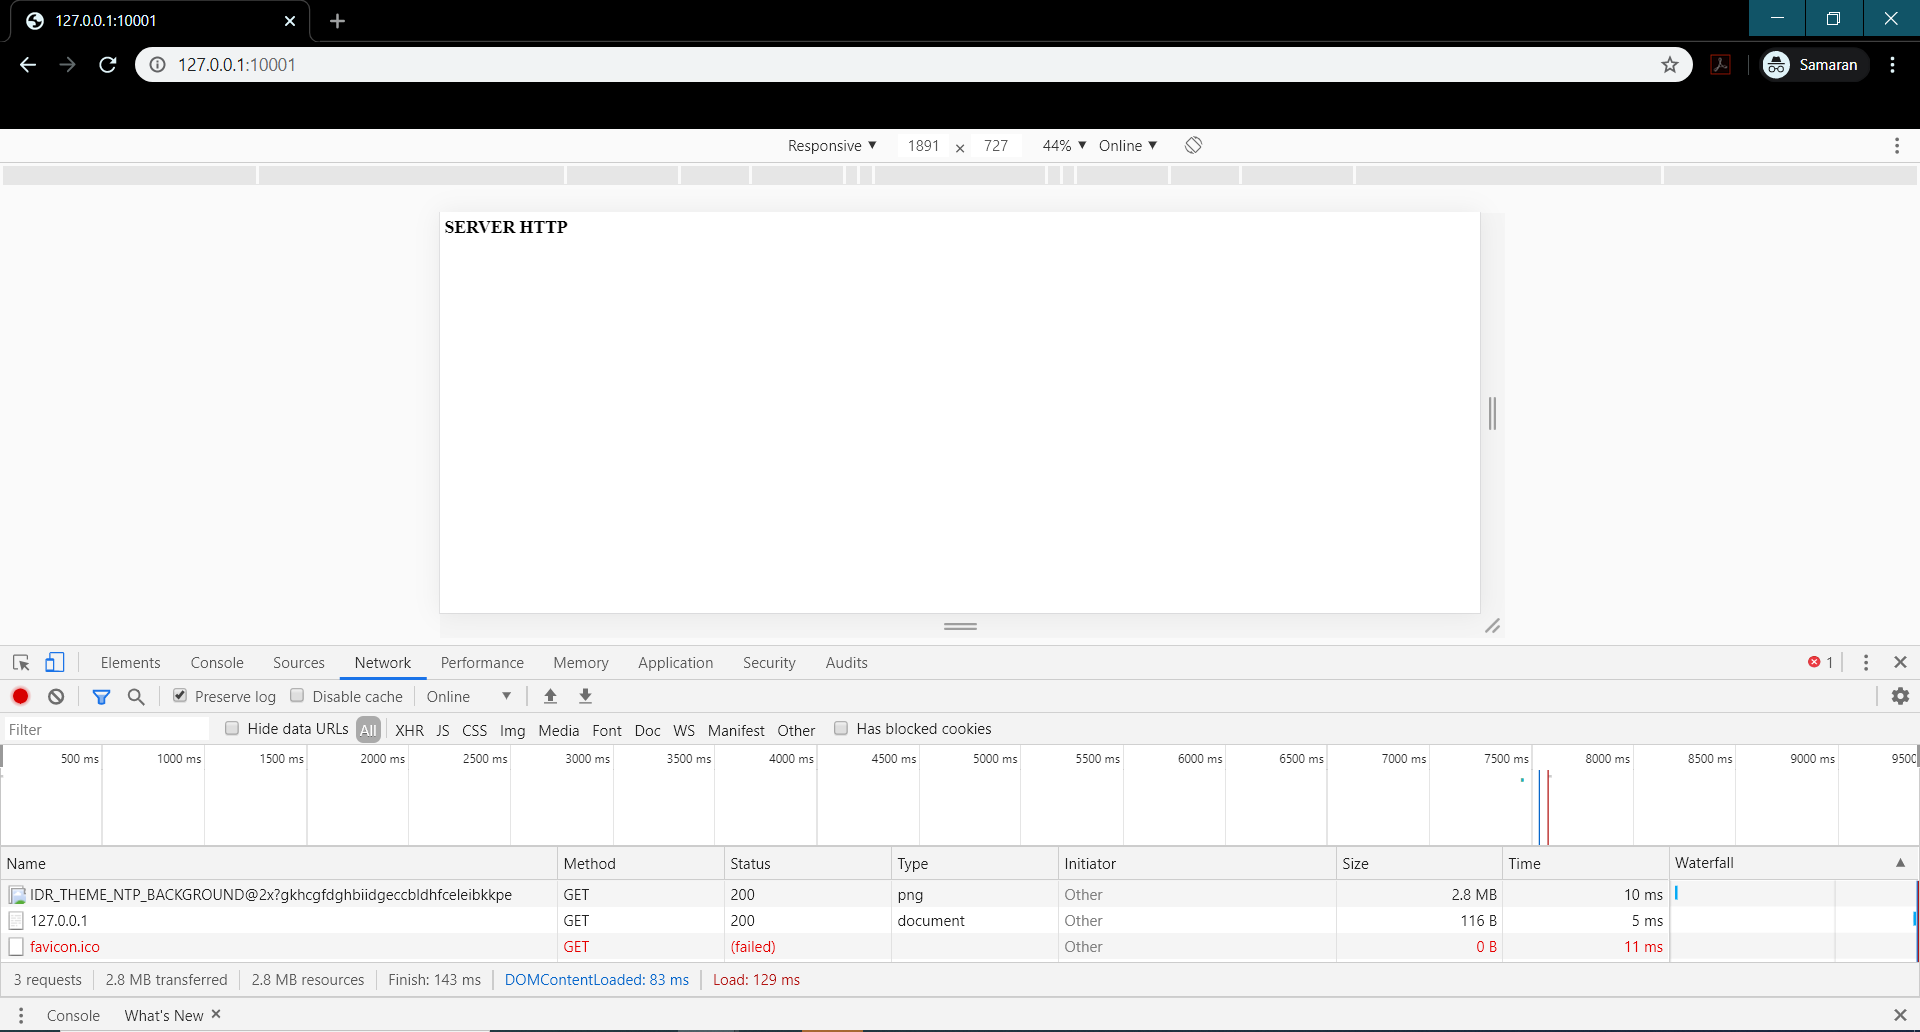 127.0.0.1:10001
127.0.0.1:10001
Samaran
Responsive 1891 × 727 44% Online
SERVER HTTP
Elements Console Sources Network Performance Memory Application Security Audits 1
Preserve log Disable cache Online
Filter Hide data URLs All XHR JS CSS Img Media Font Doc WS Manifest Other Has blocked cookies
500 ms 1000 ms 1500 ms 2000 ms 2500 ms 3000 ms 3500 ms 4000 ms 4500 ms 5000 ms 5500 ms 6000 ms 6500 ms 7000 ms 7500 ms 8000 ms 8500 ms 9000 ms 9500
Name Method Status Type Initiator Size Time Waterfall
IDR_THEME_NTP_BACKGROUND@2x?gkhcgfdghbiidgeccbldhfceleibkkpe GET 200 png Other 2.8 MB 10 ms
127.0.0.1 GET 200 document Other 116 B 5 ms
favicon.ico GET (failed) Other 0 B 11 ms
3 requests 2.8 MB transferred 2.8 MB resources Finish: 143 ms DOMContentLoaded: 83 ms Load: 129 ms
Console What's New